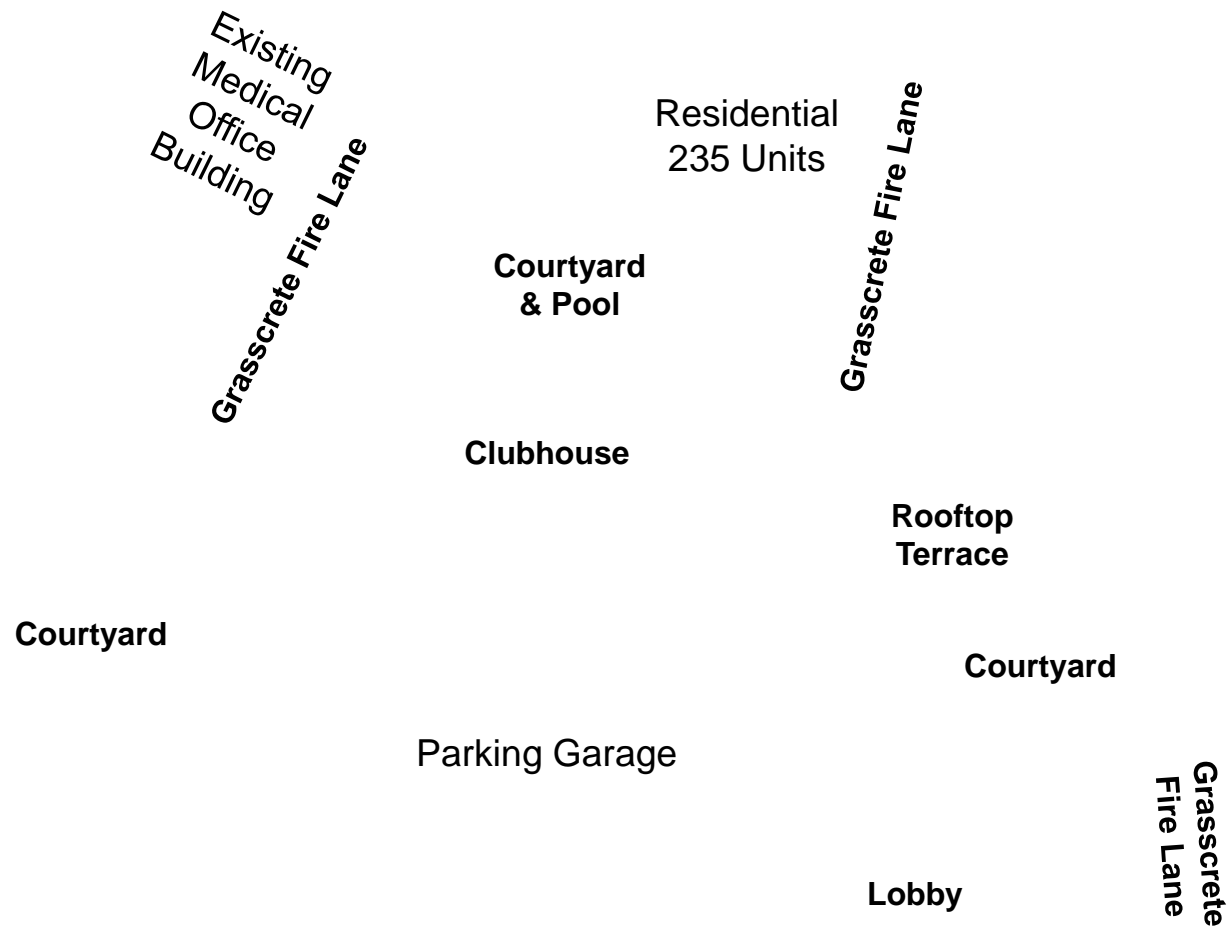 Existing
Medical
Office
Building
Grasscrete Fire Lane
Residential
235 Units
Grasscrete Fire Lane
Courtyard
& Pool
Clubhouse
Rooftop
Terrace
Courtyard
Courtyard
Parking Garage
Grasscrete
Fire Lane
Lobby